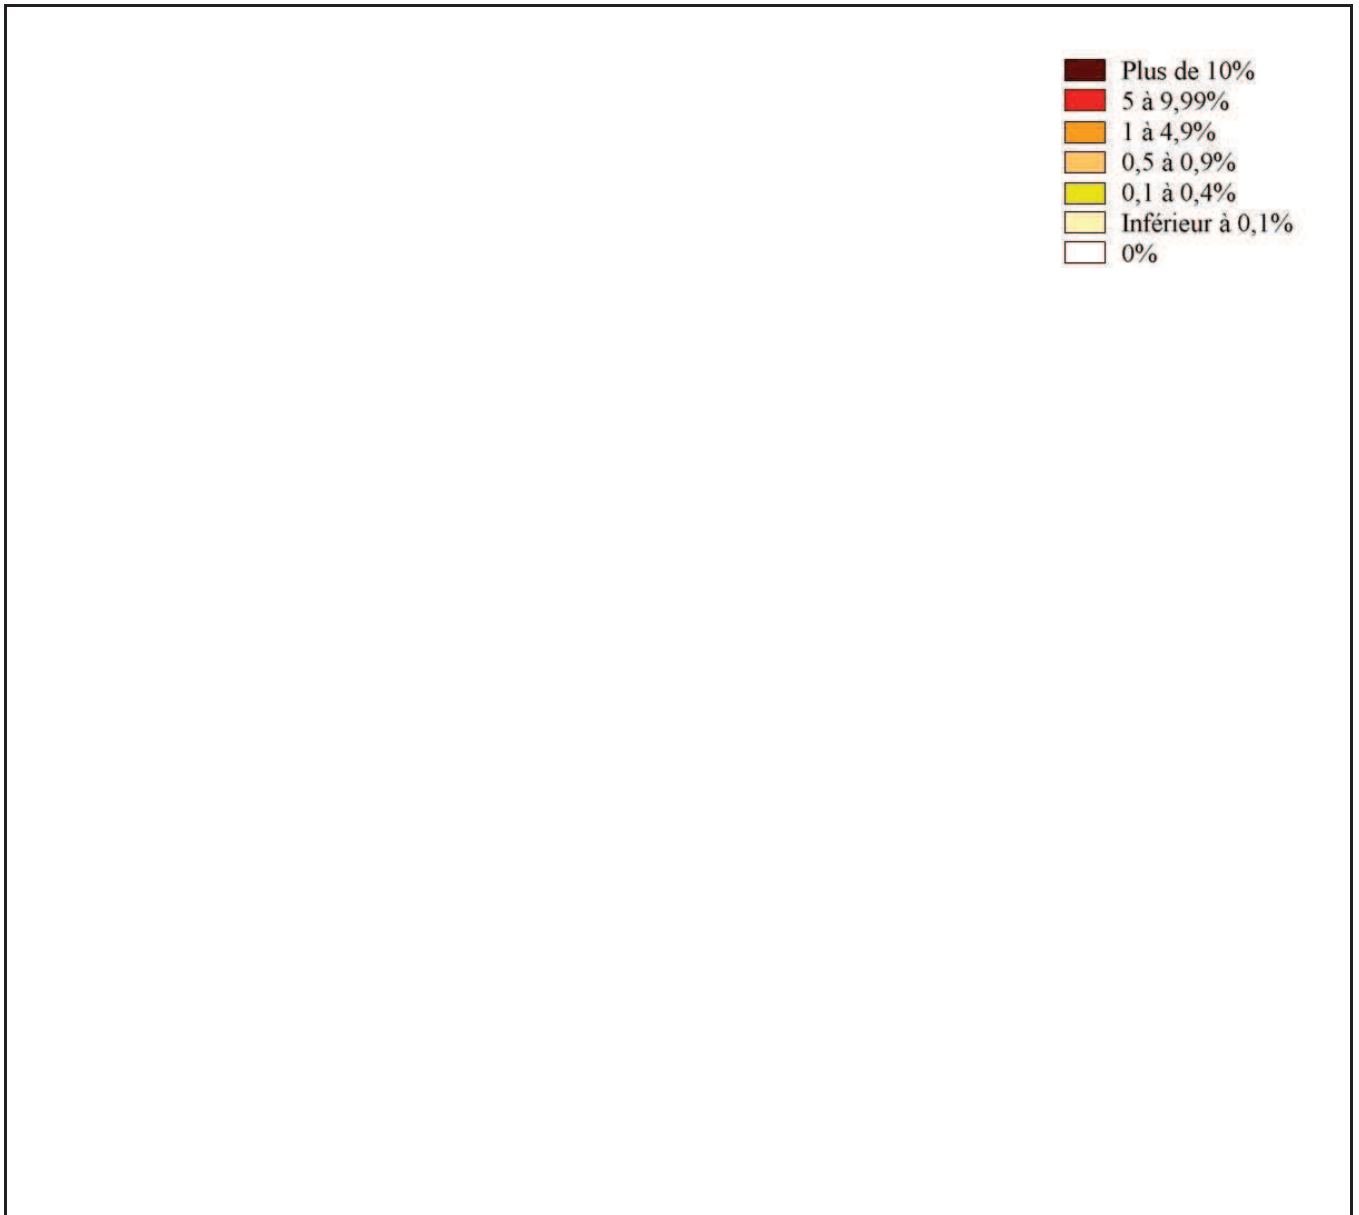 Plus de 10%
5 à 9,99%
1 à 4,9%
0,5 à 0,9%
0,1 à 0,4%
Inférieur à 0,1%
0%